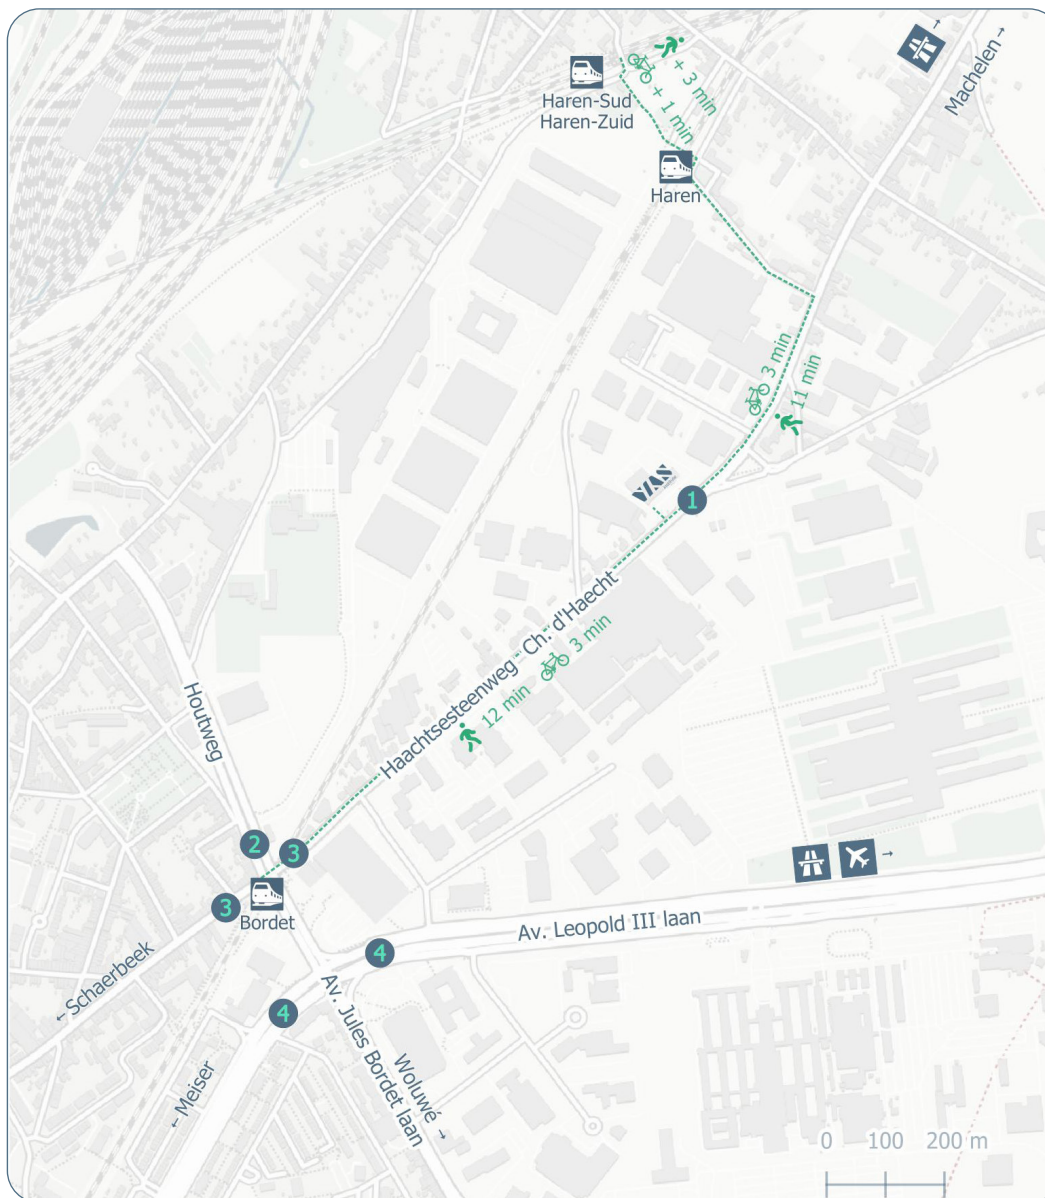 Machelen →
→
+ 3 min
+ 1 min
Haren-Sud
Haren-Zuid
Haren
3 min
11 min
VIAS
1
Haachtsesteenweg Ch. d'Haecht
3 min
12 min
Houtweg
2
3
3
Bordet
→
Av. Leopold III laan
4
4
← Schaerbeek
← Meiser
Av. Jules Bordet laan
Woluwé →
0 100 200 m